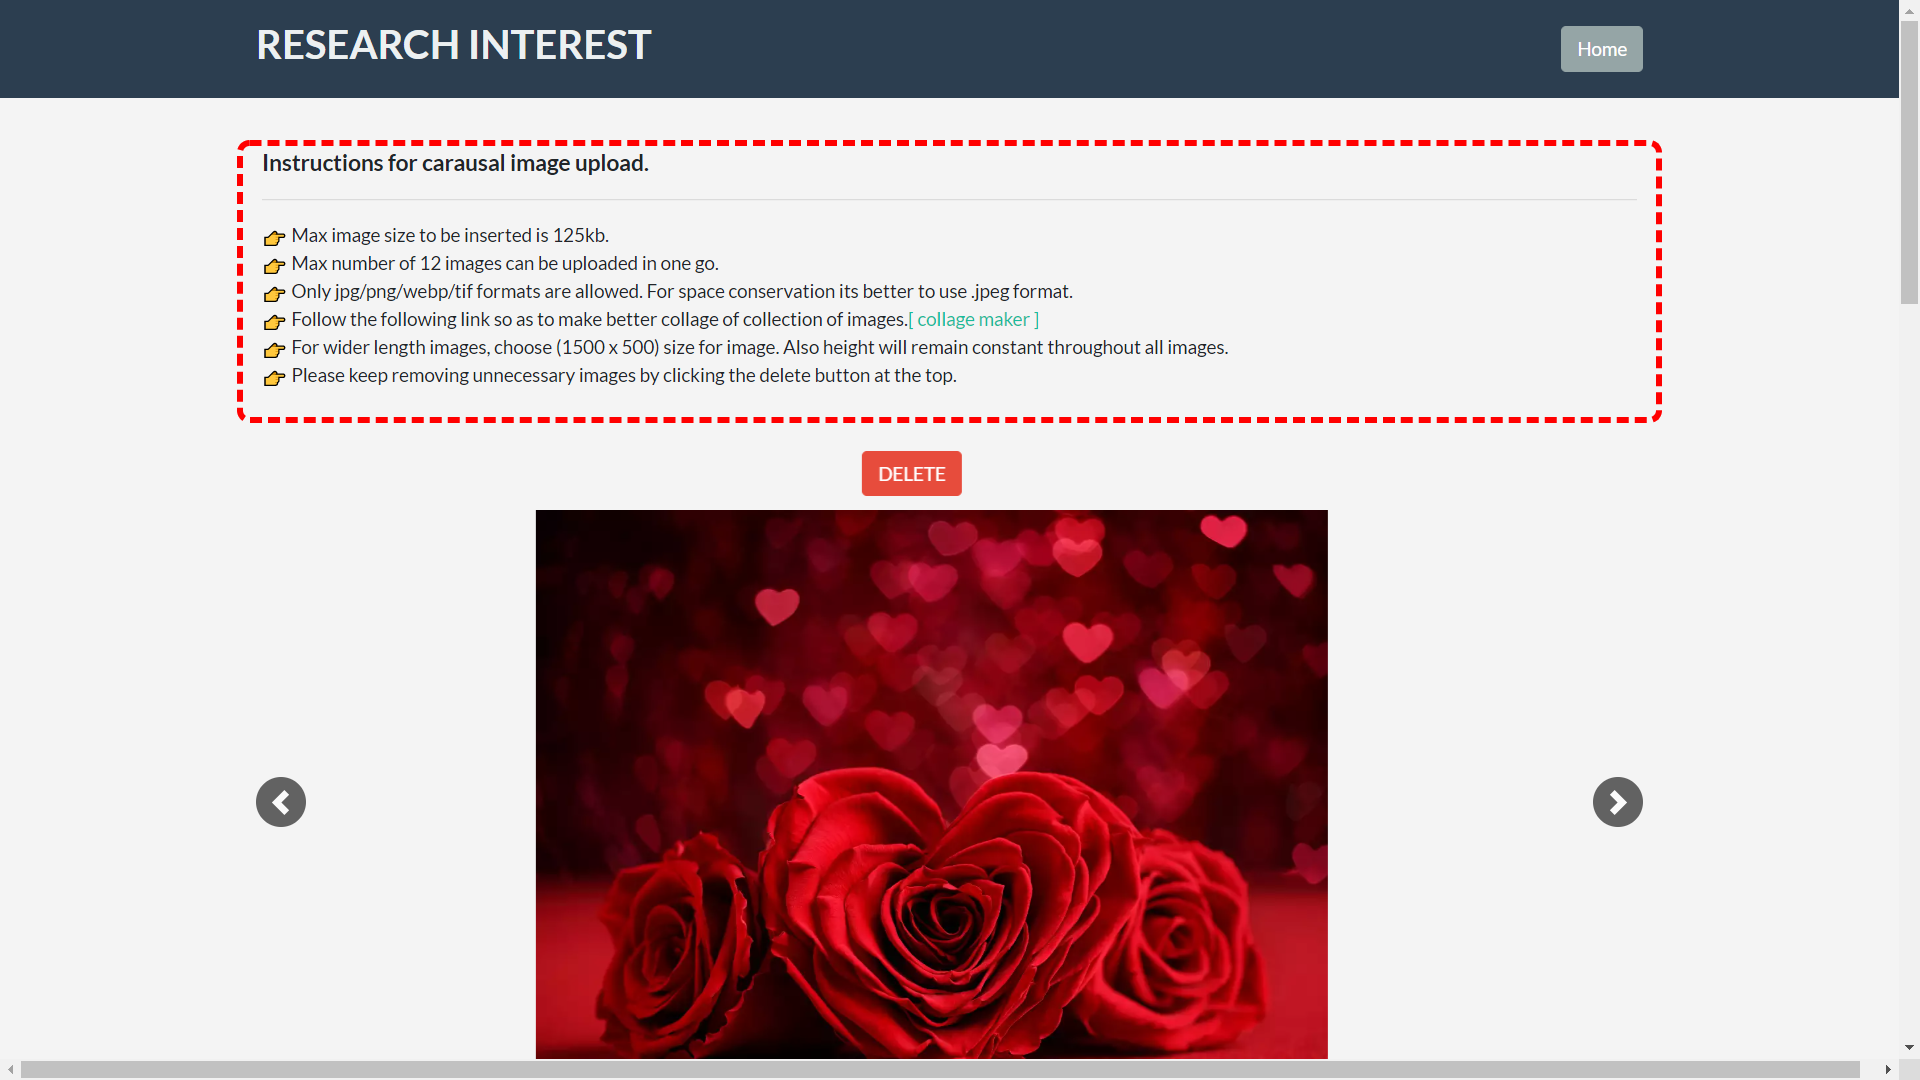 RESEARCH INTEREST
Home
Instructions for carausal image upload.
👉 Max image size to be inserted is 125kb.
👉 Max number of 12 images can be uploaded in one go.
👉 Only jpg/png/webp/tif formats are allowed. For space conservation its better to use .jpeg format.
👉 Follow the following link so as to make better collage of collection of images.[ collage maker ]
👉 For wider length images, choose (1500 x 500) size for image. Also height will remain constant throughout all images.
👉 Please keep removing unnecessary images by clicking the delete button at the top.
DELETE